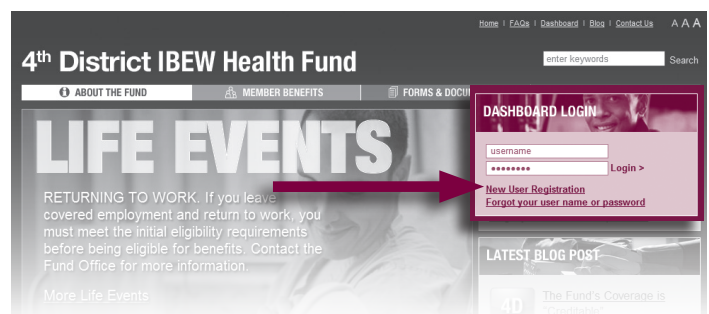 Home | FAQs | Dashboard | Blog | Contact Us A A A
4th District IBEW Health Fund
enter keywords Search
ABOUT THE FUND MEMBER BENEFITS FORMS & DOCU
DASHBOARD LOGIN
username
Login >
New User Registration
Forgot your user name or password
LIFE EVENTS
RETURNING TO WORK. If you leave
covered employment and return to work, you
must meet the initial eligibility requirements
before being eligible for benefits. Contact the
Fund Office for more information.
More Life Events
LATEST BLOG POST
4D
The Fund's Coverage is
"Creditable"